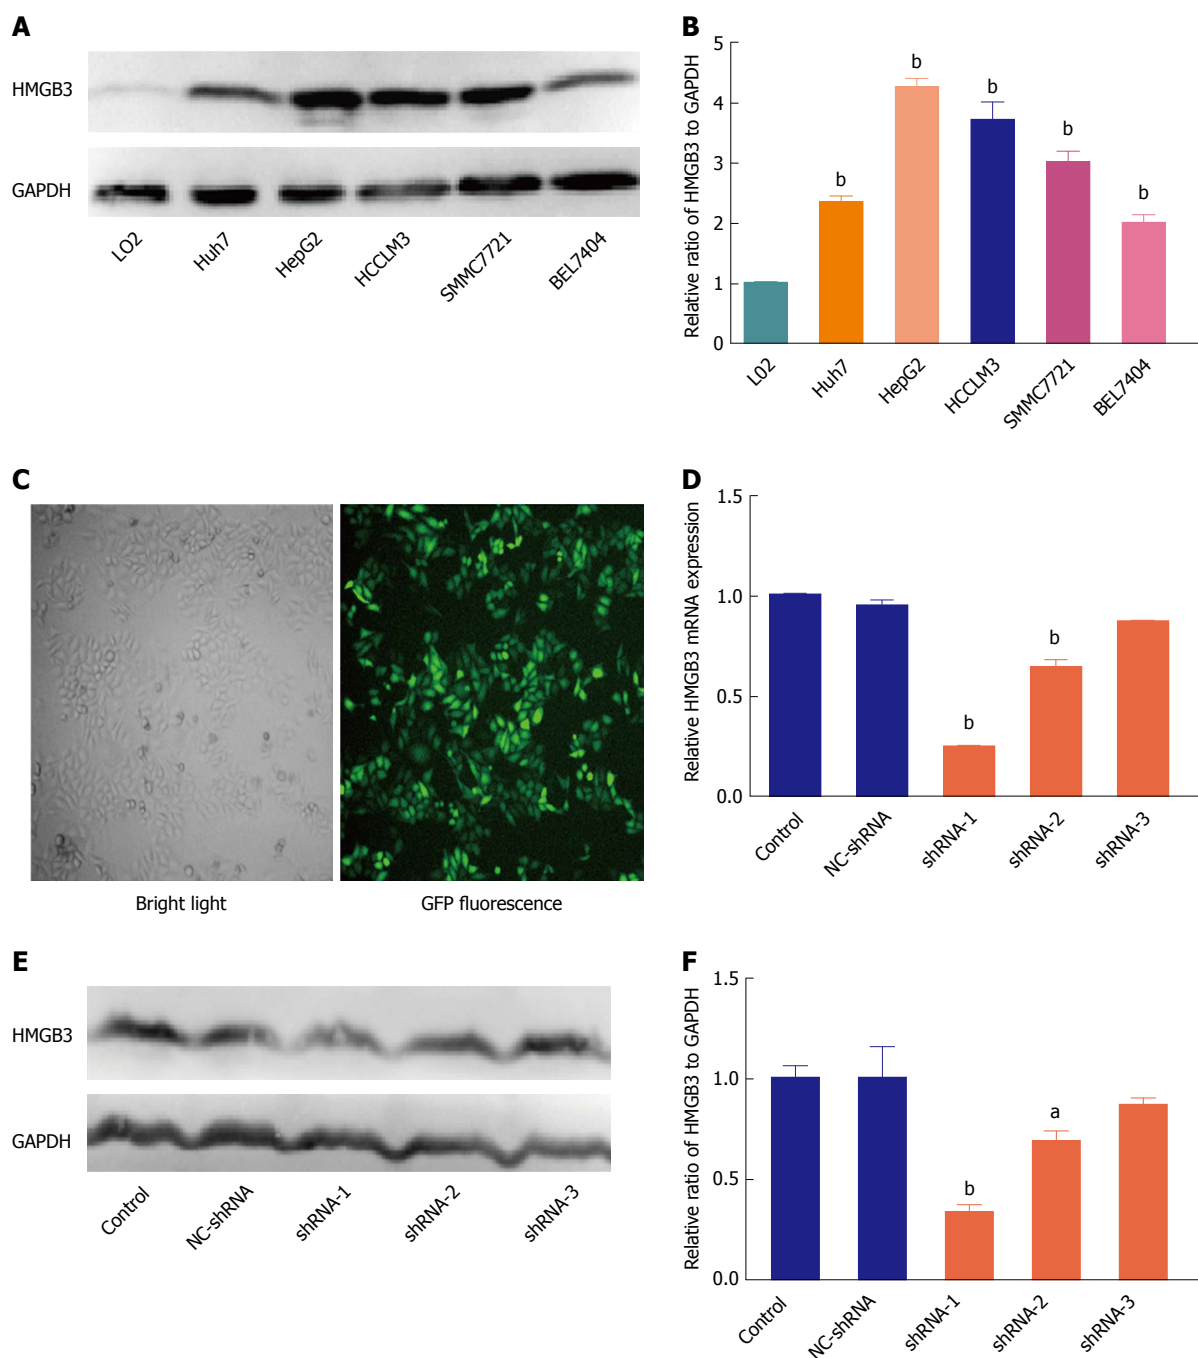 A
HMGB3
GAPDH
LO2
Huh7
HepG2
HCCLM3
SMMC7721
BEL7404
B
Relative ratio of HMGB3 to GAPDH
5
4
3
2
1
0
b
b
b
b
b
L02
Huh7
HepG2
HCCLM3
SMMC7721
BEL7404
C
Bright light
GFP fluorescence
D
Relative HMGB3 mRNA expression
1.5
1.0
0.5
0.0
b
b
Control
NC-shRNA
shRNA-1
shRNA-2
shRNA-3
E
HMGB3
GAPDH
Control
NC-shRNA
shRNA-1
shRNA-2
shRNA-3
F
Relative ratio of HMGB3 to GAPDH
1.5
1.0
0.5
0.0
b
a
Control
NC-shRNA
shRNA-1
shRNA-2
shRNA-3